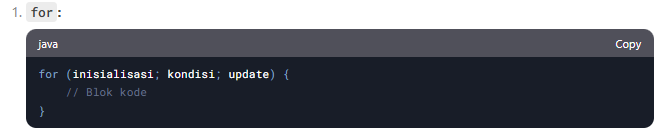 1. for:
java Copy
for (inisialisasi; kondisi; update) {
    // Blok kode
}